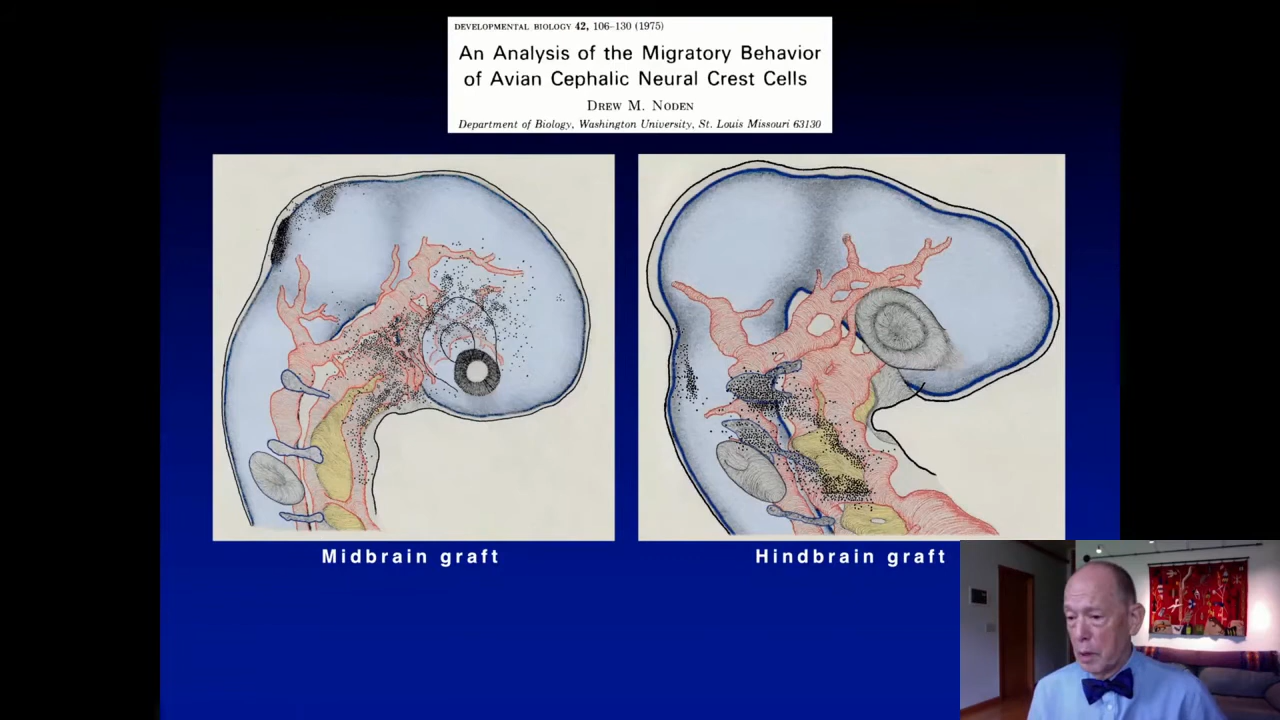 DEVELOPMENTAL BIOLOGY 42, 106–130 (1975)
An Analysis of the Migratory Behavior
of Avian Cephalic Neural Crest Cells
DREW M. NODEN
Department of Biology, Washington University, St. Louis Missouri 63130
Midbrain graft
Hindbrain graft